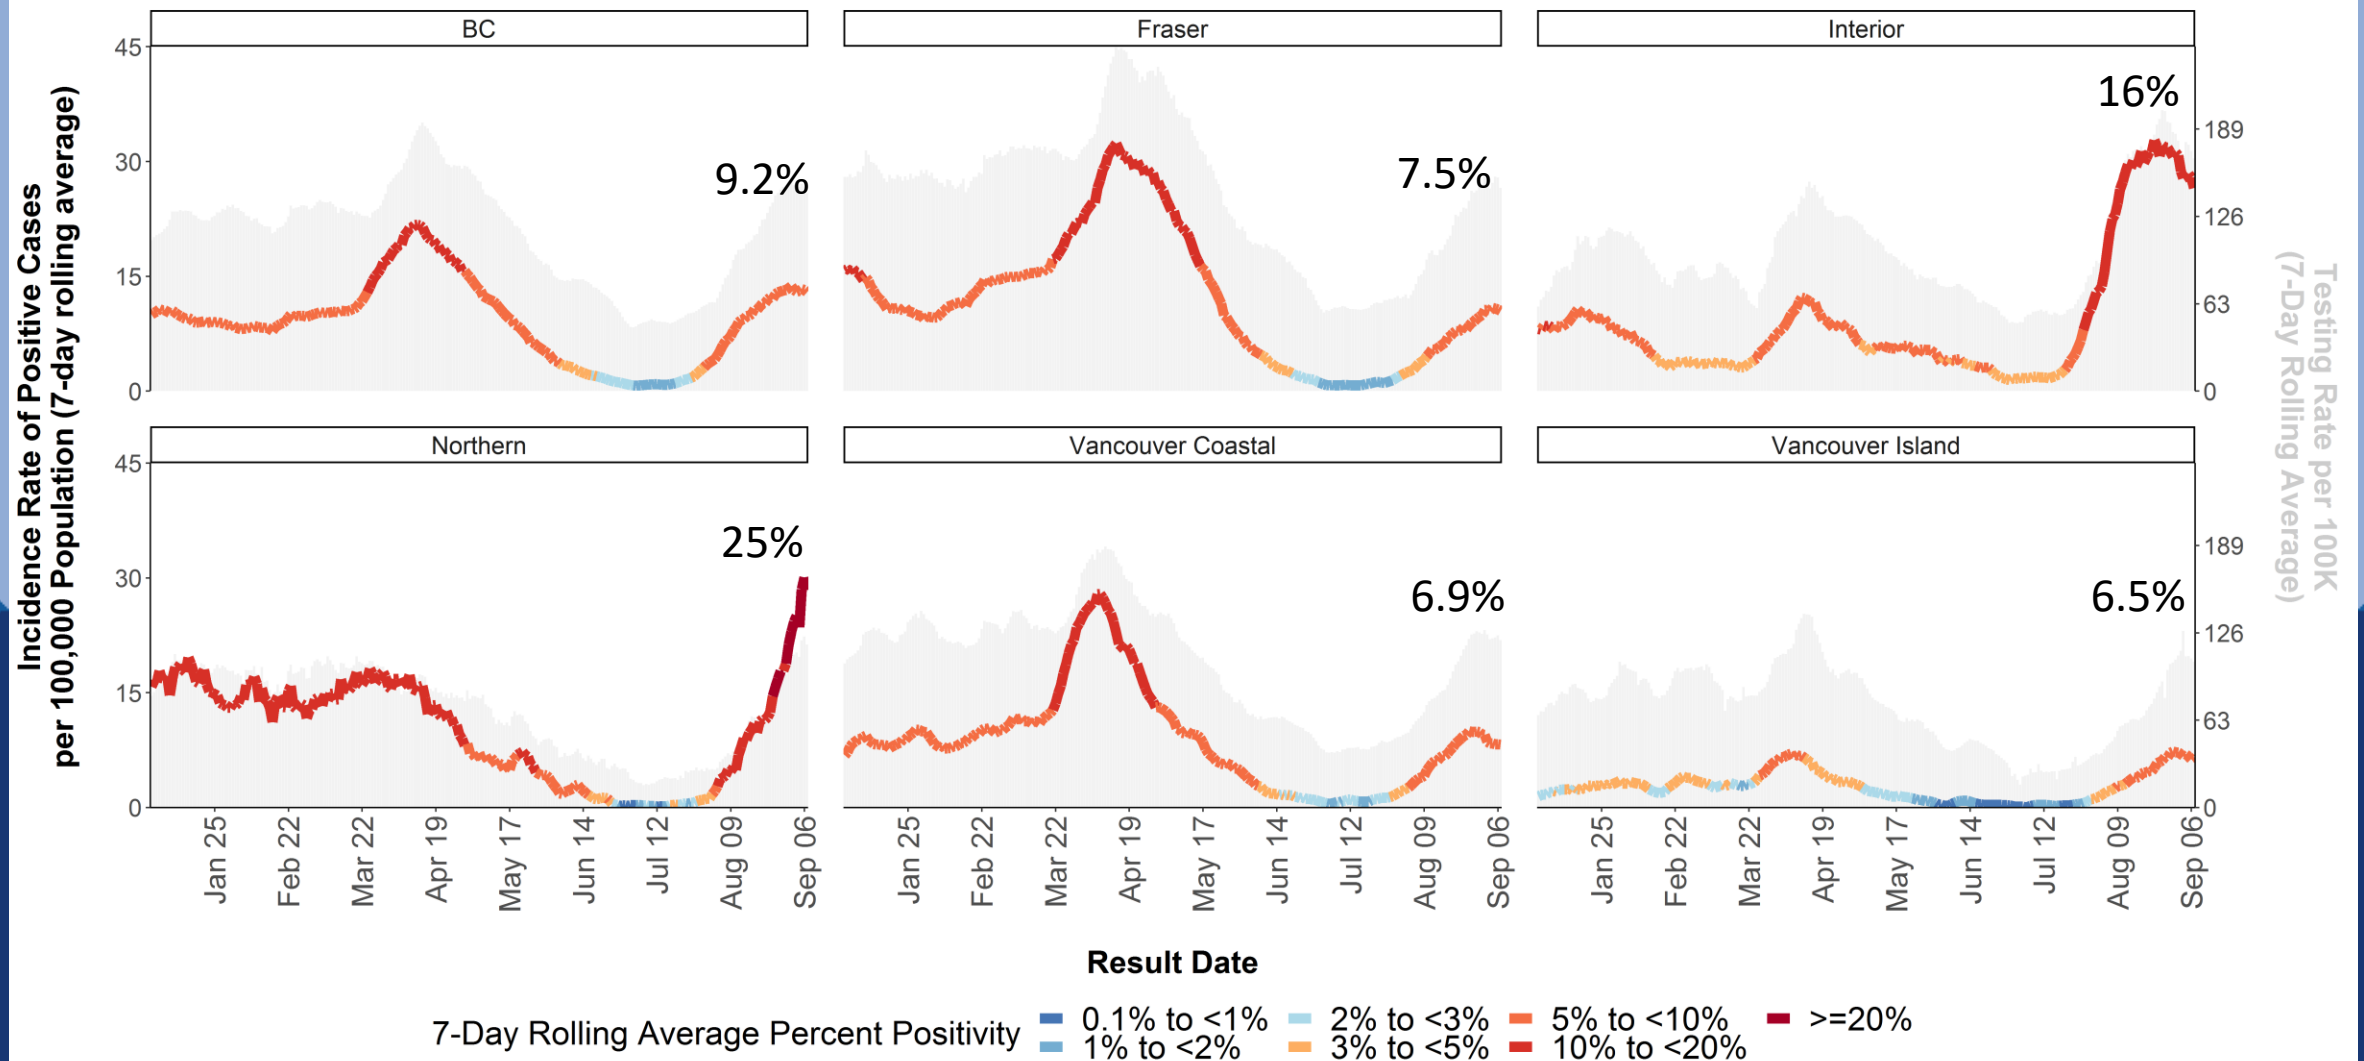 BC
Fraser
Interior
45
30
15
0
9.2%
7.5%
16%
189
126
63
0
Northern
Vancouver Coastal
Vancouver Island
45
30
15
0
25%
6.9%
6.5%
189
126
63
0
Incidence Rate of Positive Cases
per 100,000 Population (7-day rolling average)
Testing Rate per 100K
(7-Day Rolling Average)
Jan 25
Feb 22
Mar 22
Apr 19
May 17
Jun 14
Jul 12
Aug 09
Sep 06
Jan 25
Feb 22
Mar 22
Apr 19
May 17
Jun 14
Jul 12
Aug 09
Sep 06
Jan 25
Feb 22
Mar 22
Apr 19
May 17
Jun 14
Jul 12
Aug 09
Sep 06
Result Date
7-Day Rolling Average Percent Positivity
0.1% to <1%
2% to <3%
5% to <10%
>=20%
1% to <2%
3% to <5%
10% to <20%